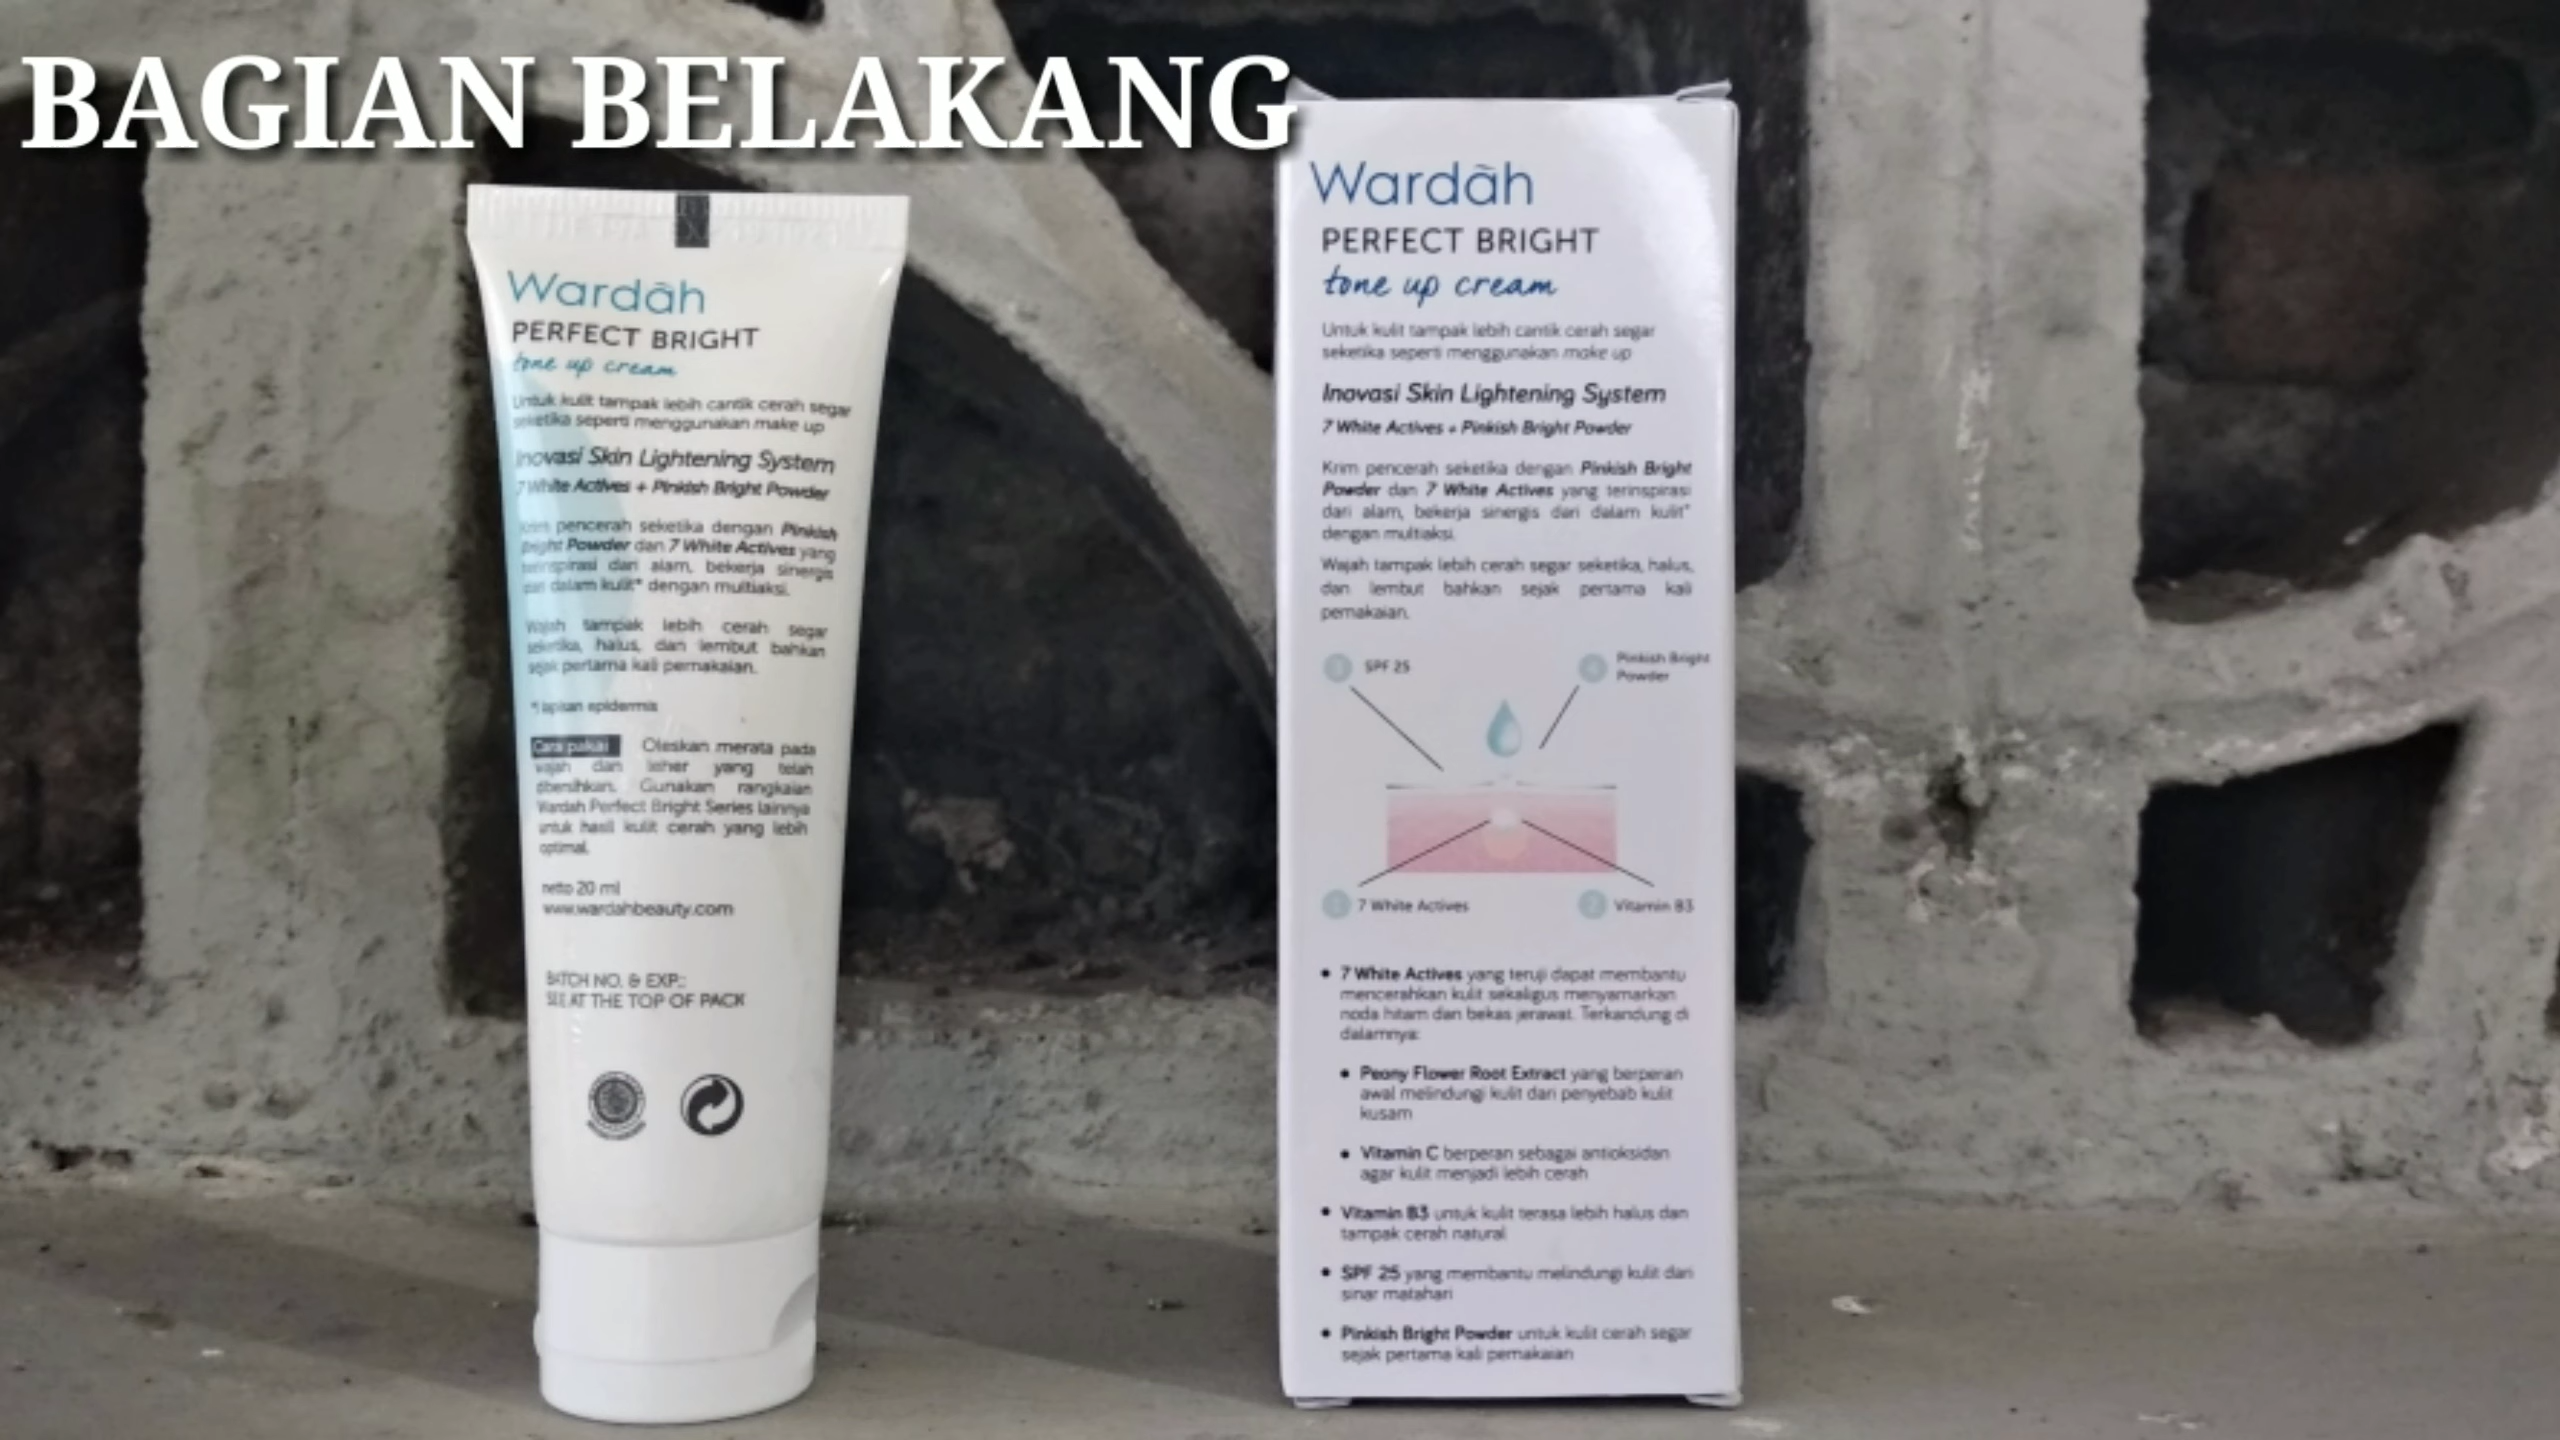 BAGIAN BELAKANG
Wardah
PERFECT BRIGHT
tone up cream
Untuk kulit tampak lebih cantik cerah segar
seketika seperti menggunakan make up
Inovasi Skin Lightening System
7 White Actives + Pinkish Bright Powder
Krim pencerah seketika dengan Pinkish
Bright Powder dan 7 White Actives yang
terinspirasi dari alam, bekerja sinergis
dari dalam kulit* dengan multiaksi.
Wajah tampak lebih cerah segar
seketika, halus, dan lembut bahkan
sejak pertama kali pemakaian.
*lapisan epidermis
Cara pakai Oleskan merata pada
wajah dan leher yang telah
dibersihkan. Gunakan rangkaian
Wardah Perfect Bright Series lainnya
untuk hasil kulit cerah yang lebih
optimal.
netto 20 ml
www.wardahbeauty.com
BATCH NO. & EXP.:
SEE AT THE TOP OF PACK
Wardah
PERFECT BRIGHT
tone up cream
Untuk kulit tampak lebih cantik cerah segar
seketika seperti menggunakan make up
Inovasi Skin Lightening System
7 White Actives + Pinkish Bright Powder
Krim pencerah seketika dengan Pinkish Bright
Powder dan 7 White Actives yang terinspirasi
dari alam, bekerja sinergis dari dalam kulit*
dengan multiaksi.
Wajah tampak lebih cerah segar seketika, halus,
dan lembut bahkan sejak pertama kali
pemakaian.
3 SPF 25
4 Pinkish Bright
Powder
1 7 White Actives
2 Vitamin B3
• 7 White Actives yang teruji dapat membantu
mencerahkan kulit sekaligus menyamarkan
noda hitam dan bekas jerawat. Terkandung di
dalamnya:
• Peony Flower Root Extract yang berperan
awal melindungi kulit dari penyebab kulit
kusam
• Vitamin C berperan sebagai antioksidan
agar kulit menjadi lebih cerah
• Vitamin B3 untuk kulit terasa lebih halus dan
tampak cerah natural
• SPF 25 yang membantu melindungi kulit dari
sinar matahari
• Pinkish Bright Powder untuk kulit cerah segar
sejak pertama kali pemakaian